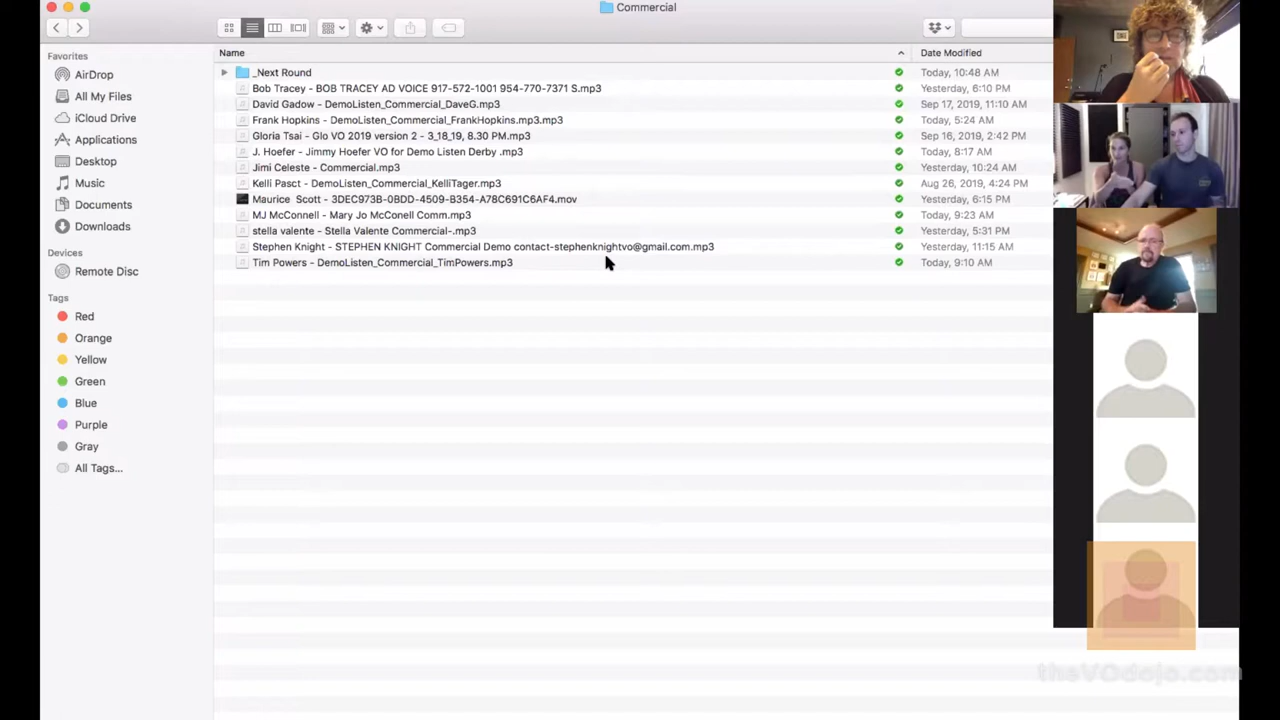 Commercial
Favorites
AirDrop
All My Files
iCloud Drive
Applications
Desktop
Music
Documents
Downloads
Devices
Remote Disc
Tags
Red
Orange
Yellow
Green
Blue
Purple
Gray
All Tags...
Name Date Modified
_Next Round Today, 10:48 AM
Bob Tracey - BOB TRACEY AD VOICE 917-572-1001 954-770-7371 S.mp3 Yesterday, 6:10 PM
David Gadow - DemoListen_Commercial_DaveG.mp3 Sep 17, 2019, 11:10 AM
Frank Hopkins - DemoListen_Commercial_FrankHopkins.mp3.mp3 Today, 5:24 AM
Gloria Tsai - Glo VO 2019 version 2 - 3_18_19, 8.30 PM.mp3 Sep 16, 2019, 2:42 PM
J. Hoefer - Jimmy Hoefer VO for Demo Listen Derby .mp3 Today, 8:17 AM
Jimi Celeste - Commercial.mp3 Yesterday, 10:24 AM
Kelli Pasct - DemoListen_Commercial_KelliTager.mp3 Aug 26, 2019, 4:24 PM
Maurice Scott - 3DEC973B-0BDD-4509-B354-A78C691C6AF4.mov Yesterday, 6:15 PM
MJ McConnell - Mary Jo McConell Comm.mp3 Today, 9:23 AM
stella valente - Stella Valente Commercial-.mp3 Yesterday, 5:31 PM
Stephen Knight - STEPHEN KNIGHT Commercial Demo contact-stephenknightvo@gmail.com.mp3 Yesterday, 11:15 AM
Tim Powers - DemoListen_Commercial_TimPowers.mp3 Today, 9:10 AM
theVOdojo.com